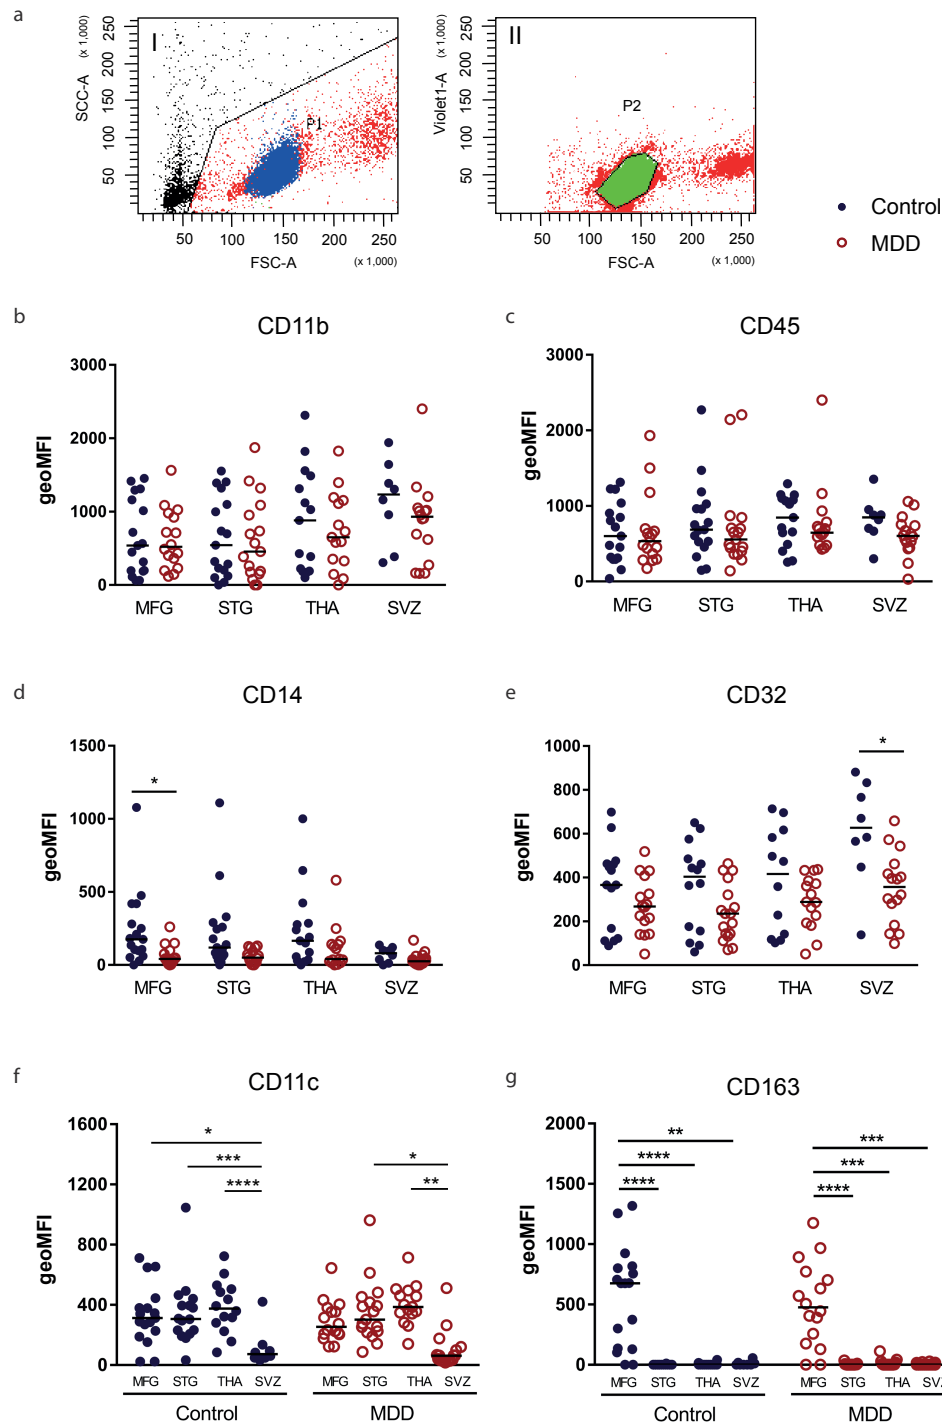 a
I
SCC-A (x 1,000)
250
200
150
100
50
P1
50 100 150 200 250
FSC-A (x 1,000)
II
Violet1-A (x 1,000)
250
200
150
100
50
P2
50 100 150 200 250
FSC-A (x 1,000)
Control
MDD
b
CD11b
geoMFI
3000
2000
1000
0
MFG STG THA SVZ
c
CD45
geoMFI
3000
2000
1000
0
MFG STG THA SVZ
d
CD14
geoMFI
1500
1000
500
0
*
MFG STG THA SVZ
e
CD32
geoMFI
1000
800
600
400
200
0
*
MFG STG THA SVZ
f
CD11c
geoMFI
1600
1200
800
400
0
*
***
****
*
**
MFG STG THA SVZ MFG STG THA SVZ
Control MDD
g
CD163
geoMFI
2000
1500
1000
500
0
**
****
****
***
***
****
MFG STG THA SVZ MFG STG THA SVZ
Control MDD